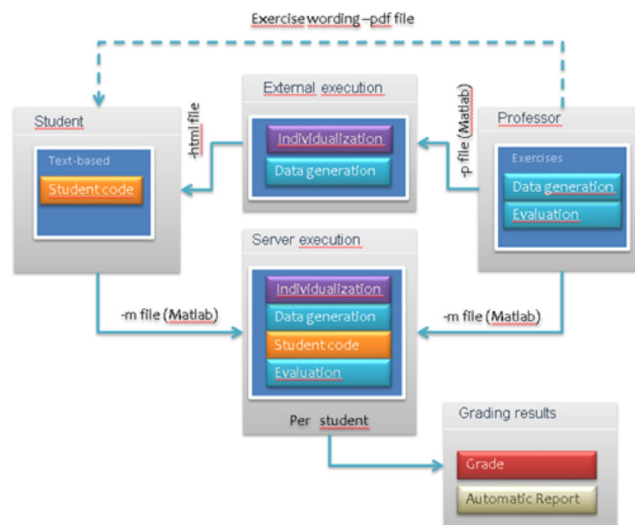 Exercise wording –pdf file
External execution
Individualization
Data generation
Student
Text-based
Student code
-html file
-p file (Matlab)
Professor
Exercises
Data generation
Evaluation
Server execution
Individualization
Data generation
Student code
Evaluation
Per student
-m file (Matlab)
-m file (Matlab)
Grading results
Grade
Automatic Report